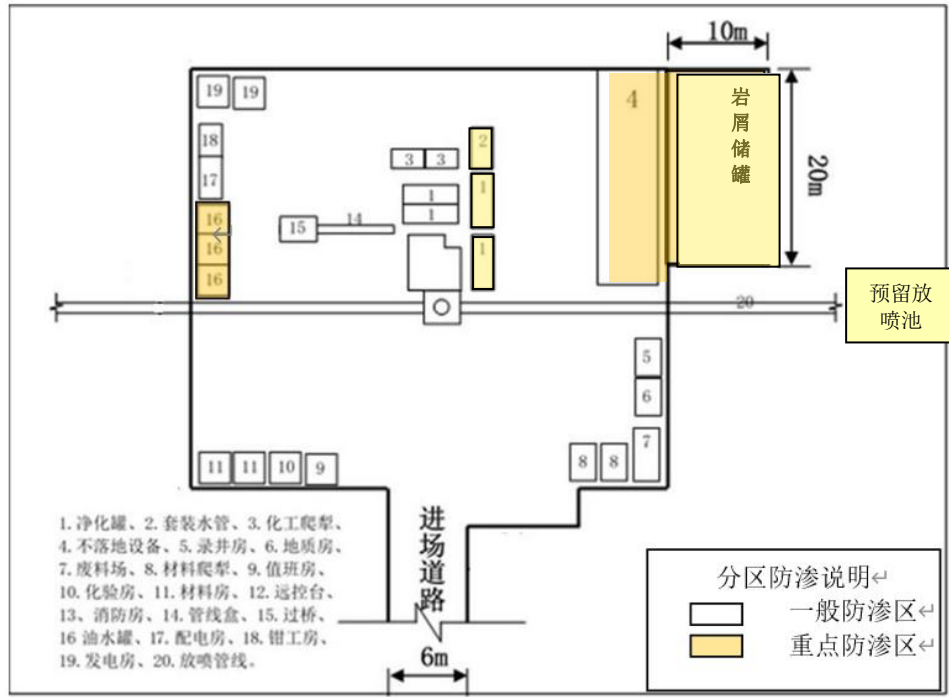 10m
19 19
4
岩屑储罐
18
2
3 3
17
1
20m
1
1
16
14
15
16
1
16
20
预留放
喷池
5
6
7
8 8
11 11 10 9
1.净化罐、2.套装水管、3.化工爬犁、
4.不落地设备、5.录井房、6.地质房、
7.废料场、8.材料爬犁、9.值班房、
10.化验房、11.材料房、12.远控台、
13、消防房、14.管线盒、15.过桥、
16 油水罐、17.配电房、18.钳工房、
19.发电房、20.放喷管线。
进场道路
6m
分区防渗说明
一般防渗区
重点防渗区